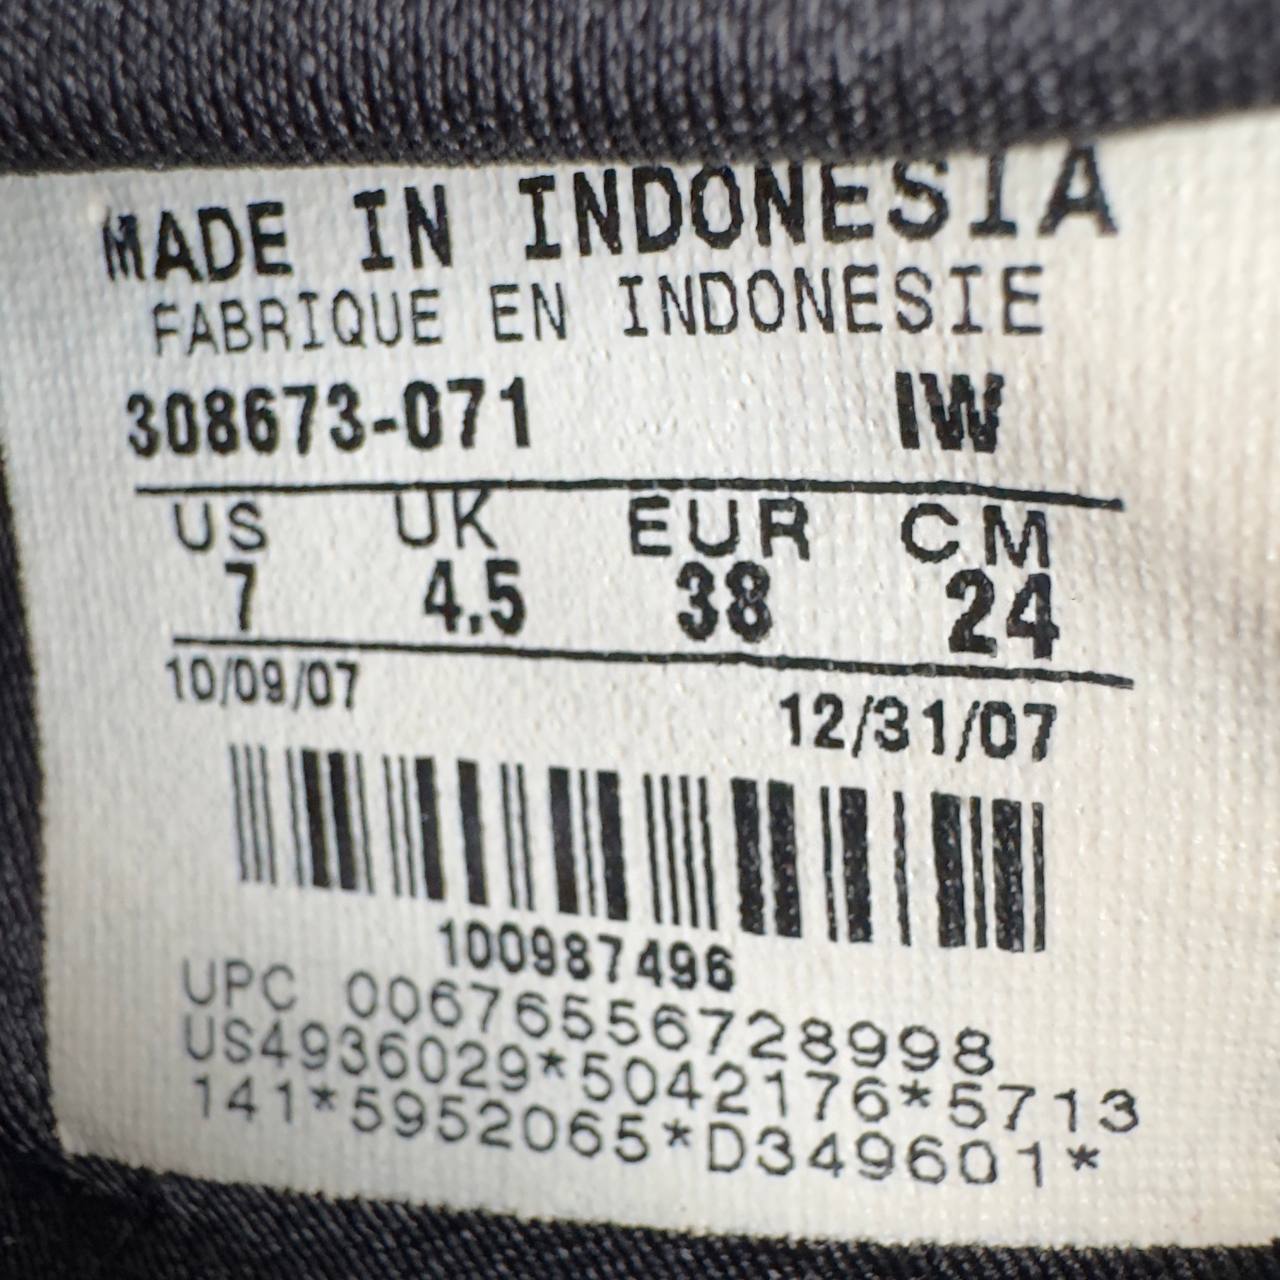 MADE IN INDONESIA
FABRIQUE EN INDONESIE
308673-071 IW
US UK EUR CM
7 4.5 38 24
10/09/07 12/31/07
100987496
UPC 00676556728998
US4936029*5042176*5713
141*5952065*D349601*